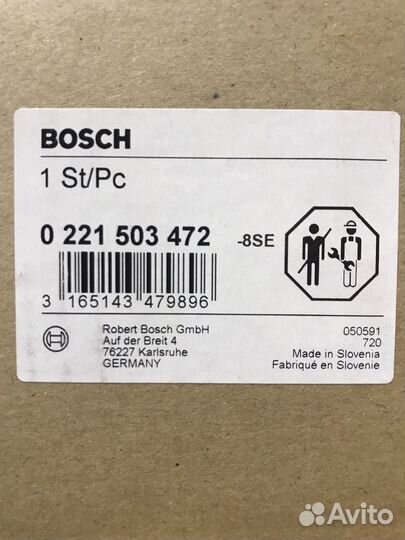 BOSCH
1 St/Pc
0 221 503 472 -8SE
3 165143 479896
Robert Bosch GmbH
Auf der Breit 4
76227 Karlsruhe
GERMANY
050591
720
Made in Slovenia
Fabriqué en Slovenie
Avito